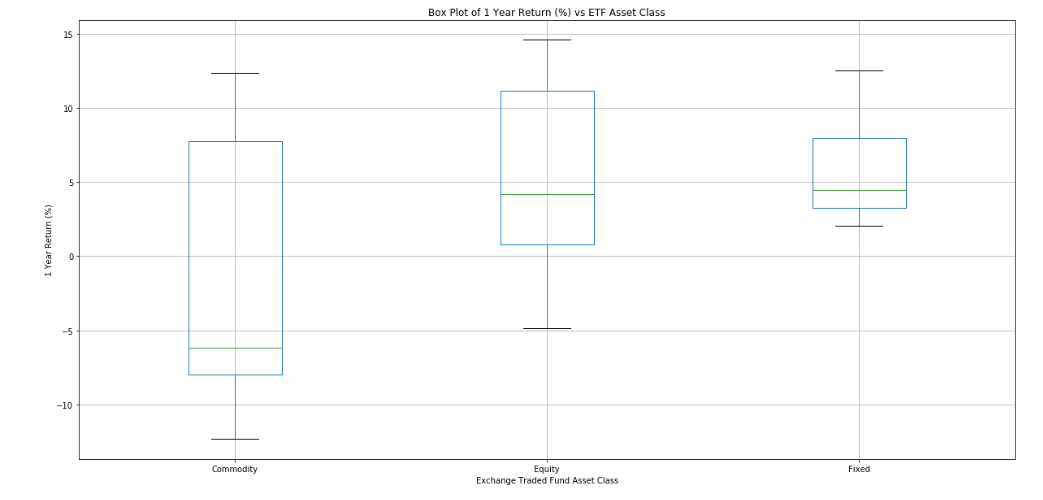 Box Plot of 1 Year Return (%) vs ETF Asset Class
15
10
5
0
−5
−10
1 Year Return (%)
Commodity
Equity
Fixed
Exchange Traded Fund Asset Class